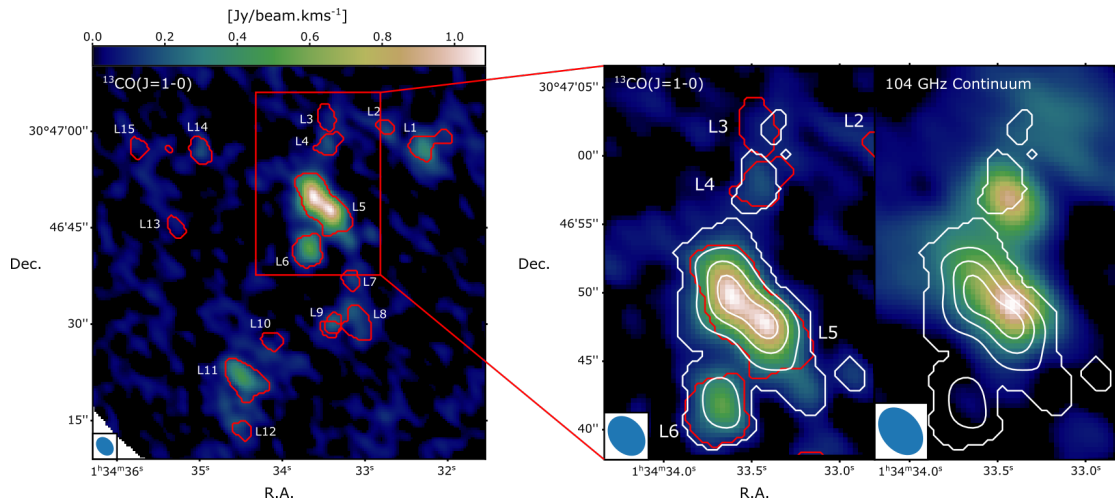 [Jy/beam.kms⁻¹]
0.0 0.2 0.4 0.6 0.8 1.0
¹³CO(J=1-0)
L3
L2
L1
L15
L14
L4
L5
L13
L6
L7
L8
L9
L10
L11
L12
30°47'00"
46'45"
30"
15"
Dec.
1ʰ34ᵐ36ˢ 35ˢ 34ˢ 33ˢ 32ˢ
R.A.
¹³CO(J=1-0)
L3
L2
L4
L5
L6
30°47'05"
00"
46'55"
50"
45"
40"
Dec.
1ʰ34ᵐ34.0ˢ 33.5ˢ 33.0ˢ
R.A.
104 GHz Continuum
1ʰ34ᵐ34.0ˢ 33.5ˢ 33.0ˢ